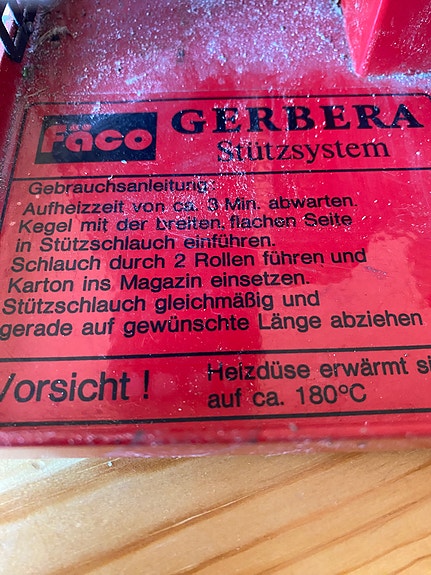 Faco
GERBERA
Stützsystem
Gebrauchsanleitung:
Aufheizzeit von ca. 3 Min. abwarten.
Kegel mit der breiten, flachen Seite
in Stützschlauch einführen.
Schlauch durch 2 Rollen führen und
Karton ins Magazin einsetzen.
Stützschlauch gleichmäßig und
gerade auf gewünschte Länge abziehen
Vorsicht !
Heizdüse erwärmt si
auf ca. 180°C